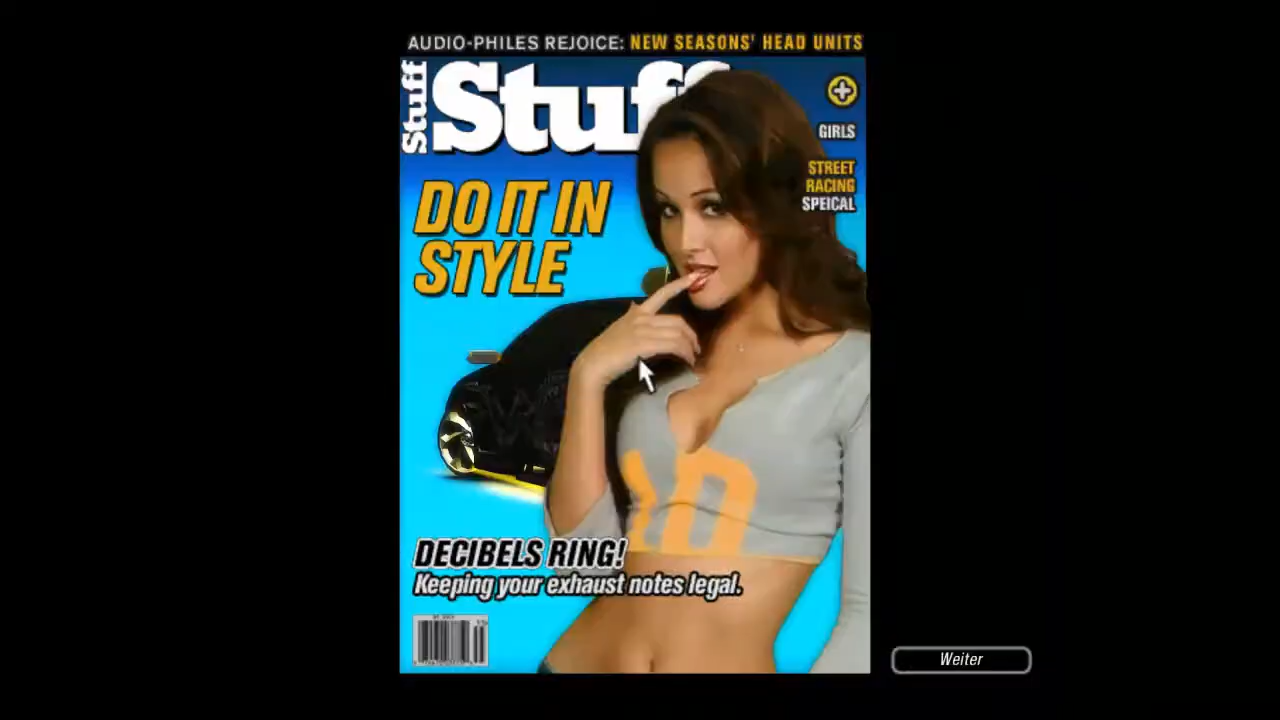 AUDIO-PHILES REJOICE: NEW SEASONS' HEAD UNITS
Stuff
Stuff
GIRLS
STREET
RACING
SPEICAL
DO IT IN
STYLE
DECIBELS RING!
Keeping your exhaust notes legal.
Weiter